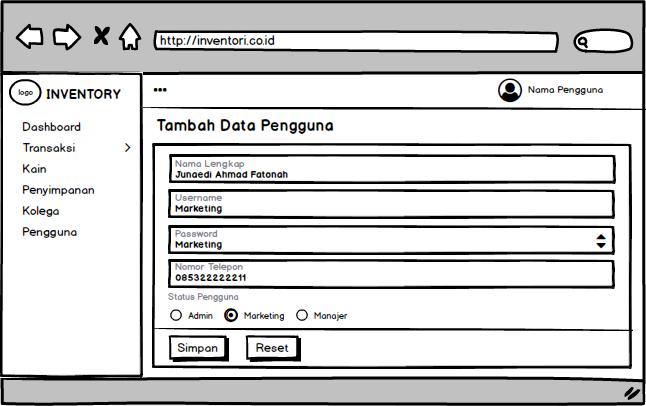 http://inventori.co.id
logo INVENTORY
Nama Pengguna
Dashboard
Transaksi
Kain
Penyimpanan
Kolega
Pengguna
Tambah Data Pengguna
Nama Lengkap
Junaedi Ahmad Fatonah
Username
Marketing
Password
Marketing
Nomor Telepon
085322222211
Status Pengguna
Admin Marketing Manajer
Simpan Reset